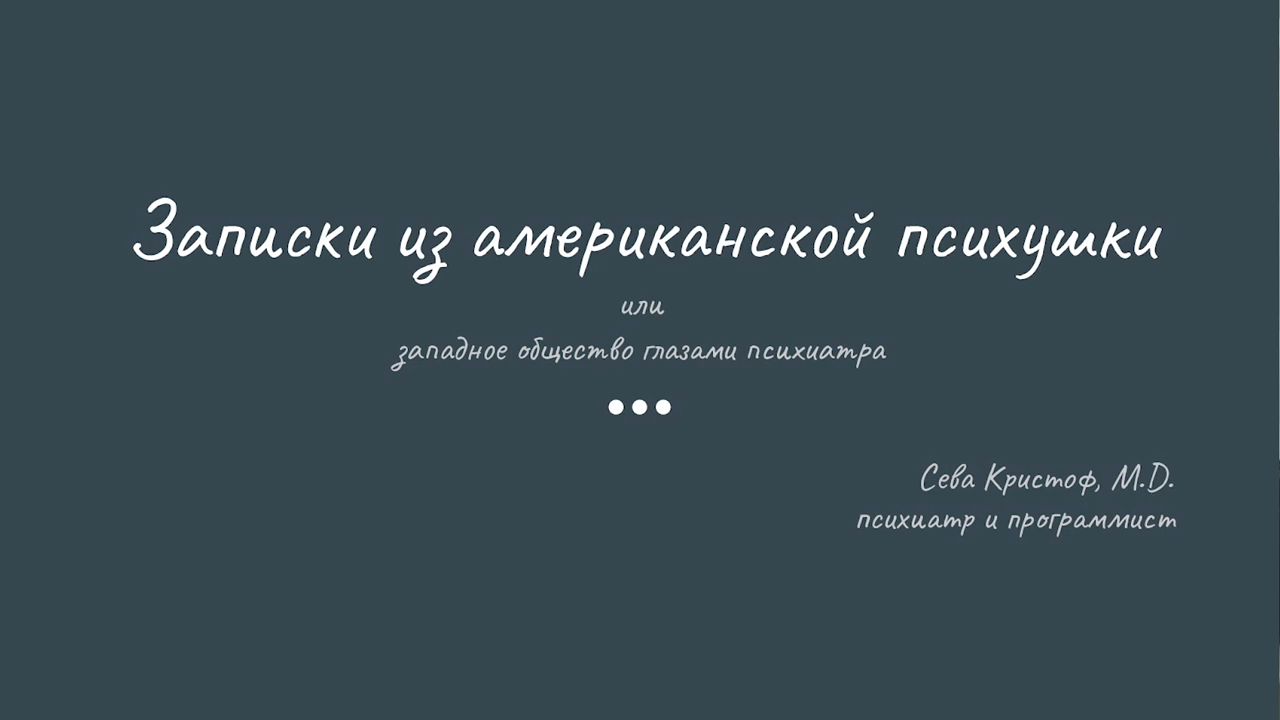 Записки из американской психушки
или
западное общество глазами психиатра
Сева Кристоф, M.D.
психиатр и программист